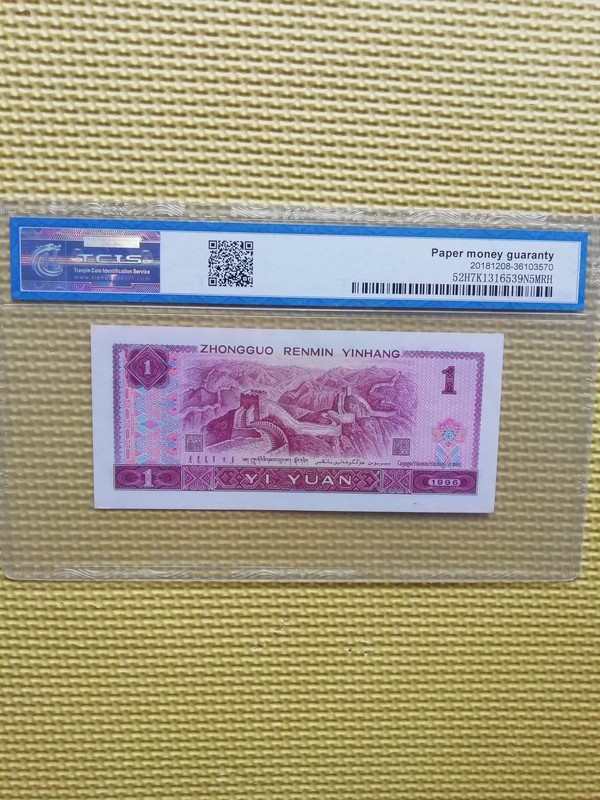 TCIS
Tianyin Coin Identification Service
Paper money guaranty
20181208-36103570
52H7K1316539N5MRH
ZHONGGUO RENMIN YINHANG
1
1
1
YI YUAN
1996